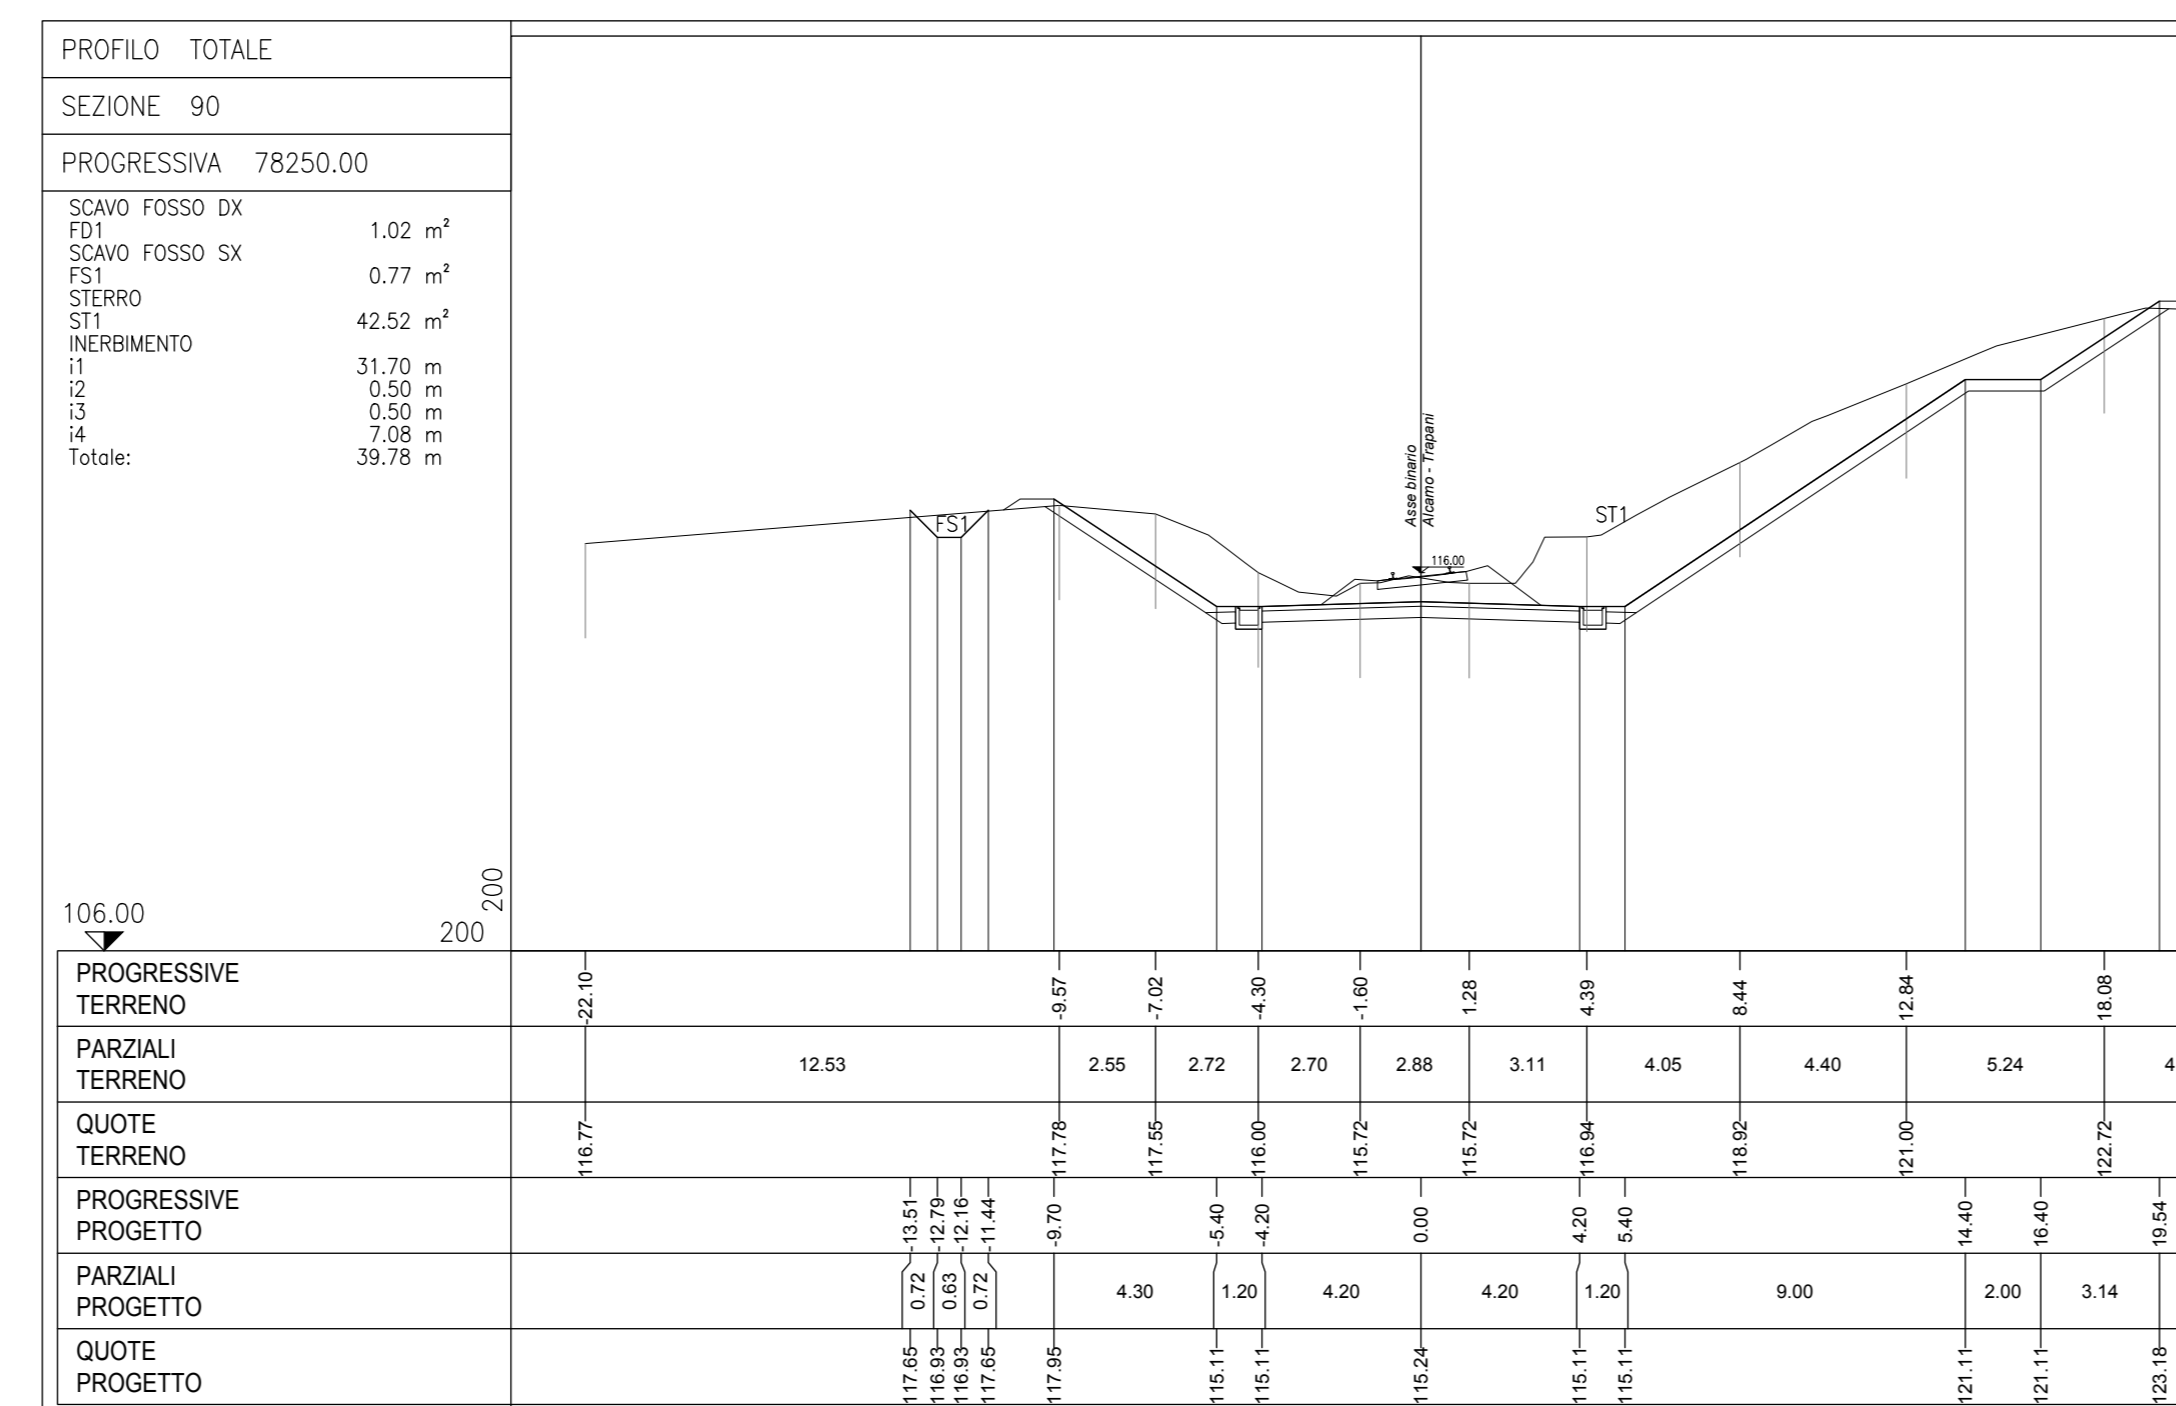 PROFILO TOTALE
SEZIONE 90
PROGRESSIVA 78250.00
SCAVO FOSSO DX
FD1 1.02 m²
SCAVO FOSSO SX
FS1 0.77 m²
STERRO
ST1 42.52 m²
INERBIMENTO
i1 31.70 m
i2 0.50 m
i3 0.50 m
i4 7.08 m
Totale: 39.78 m
FS1
Asse binario
Alcamo - Trapani
116.00
ST1
106.00
200
200
PROGRESSIVE
TERRENO
-22.10 -9.57 -7.02 -4.30 -1.60 1.28 4.39 8.44 12.84 18.08
PARZIALI
TERRENO
12.53 2.55 2.72 2.70 2.88 3.11 4.05 4.40 5.24 4
QUOTE
TERRENO
116.77 117.78 117.55 116.00 115.72 115.72 116.94 118.92 121.00 122.72
PROGRESSIVE
PROGETTO
-13.51 -12.79 -12.16 -11.44 -9.70 -5.40 -4.20 0.00 4.20 5.40 14.40 16.40 19.54
PARZIALI
PROGETTO
0.72 0.63 0.72 4.30 1.20 4.20 4.20 1.20 9.00 2.00 3.14
QUOTE
PROGETTO
117.65 116.93 116.93 117.65 117.95 115.11 115.11 115.24 115.11 115.11 121.11 121.11 123.18